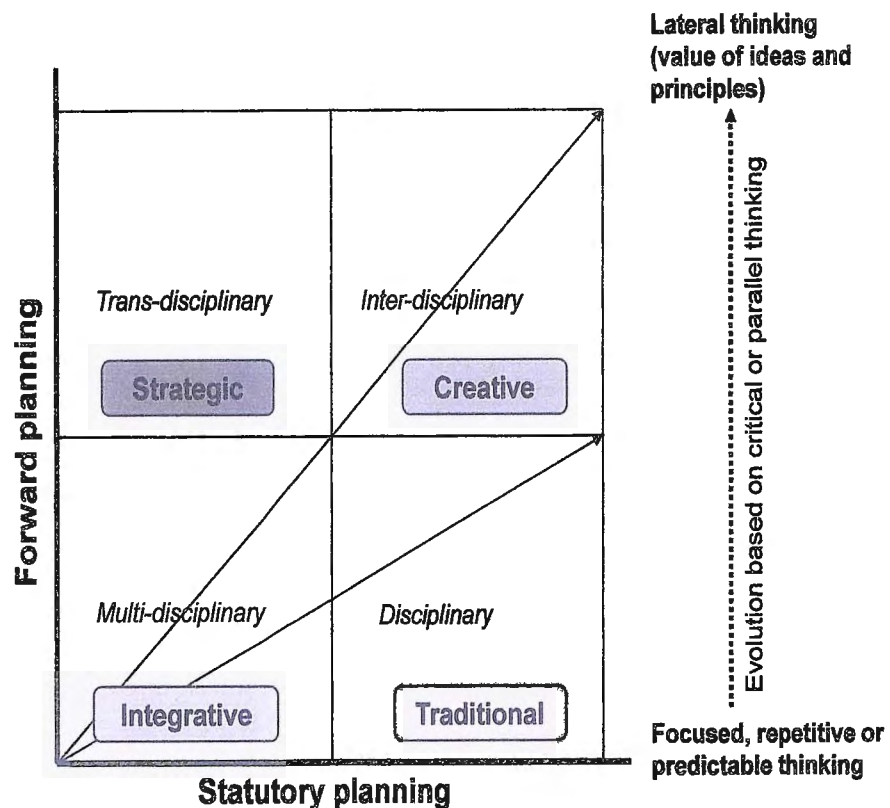 Lateral thinking
(value of ideas and
principles)
Forward planning
Trans-disciplinary
Inter-disciplinary
Strategic
Creative
Evolution based on critical or parallel thinking
Multi-disciplinary
Disciplinary
Integrative
Traditional
Focused, repetitive or
predictable thinking
Statutory planning